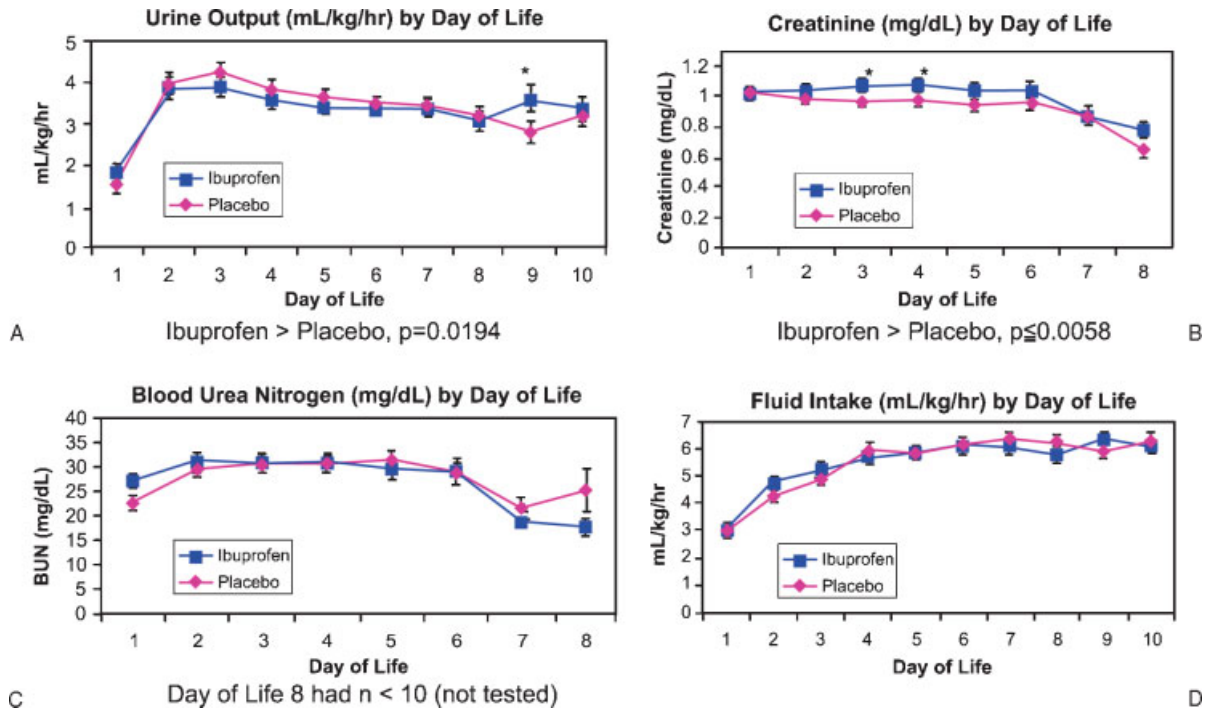 Urine Output (mL/kg/hr) by Day of Life
5
4
3
2
1
0
mL/kg/hr
*
Ibuprofen
Placebo
1 2 3 4 5 6 7 8 9 10
Day of Life
A
Ibuprofen > Placebo, p=0.0194
Creatinine (mg/dL) by Day of Life
1.2
1
0.8
0.6
0.4
0.2
0
Creatinine (mg/dL)
* *
Ibuprofen
Placebo
1 2 3 4 5 6 7 8
Day of Life
Ibuprofen > Placebo, p≦0.0058
B
Blood Urea Nitrogen (mg/dL) by Day of Life
40
35
30
25
20
15
10
5
0
BUN (mg/dL)
Ibuprofen
Placebo
1 2 3 4 5 6 7 8
Day of Life
C
Day of Life 8 had n < 10 (not tested)
Fluid Intake (mL/kg/hr) by Day of Life
7
6
5
4
3
2
1
0
mL/kg/hr
Ibuprofen
Placebo
1 2 3 4 5 6 7 8 9 10
Day of Life
D